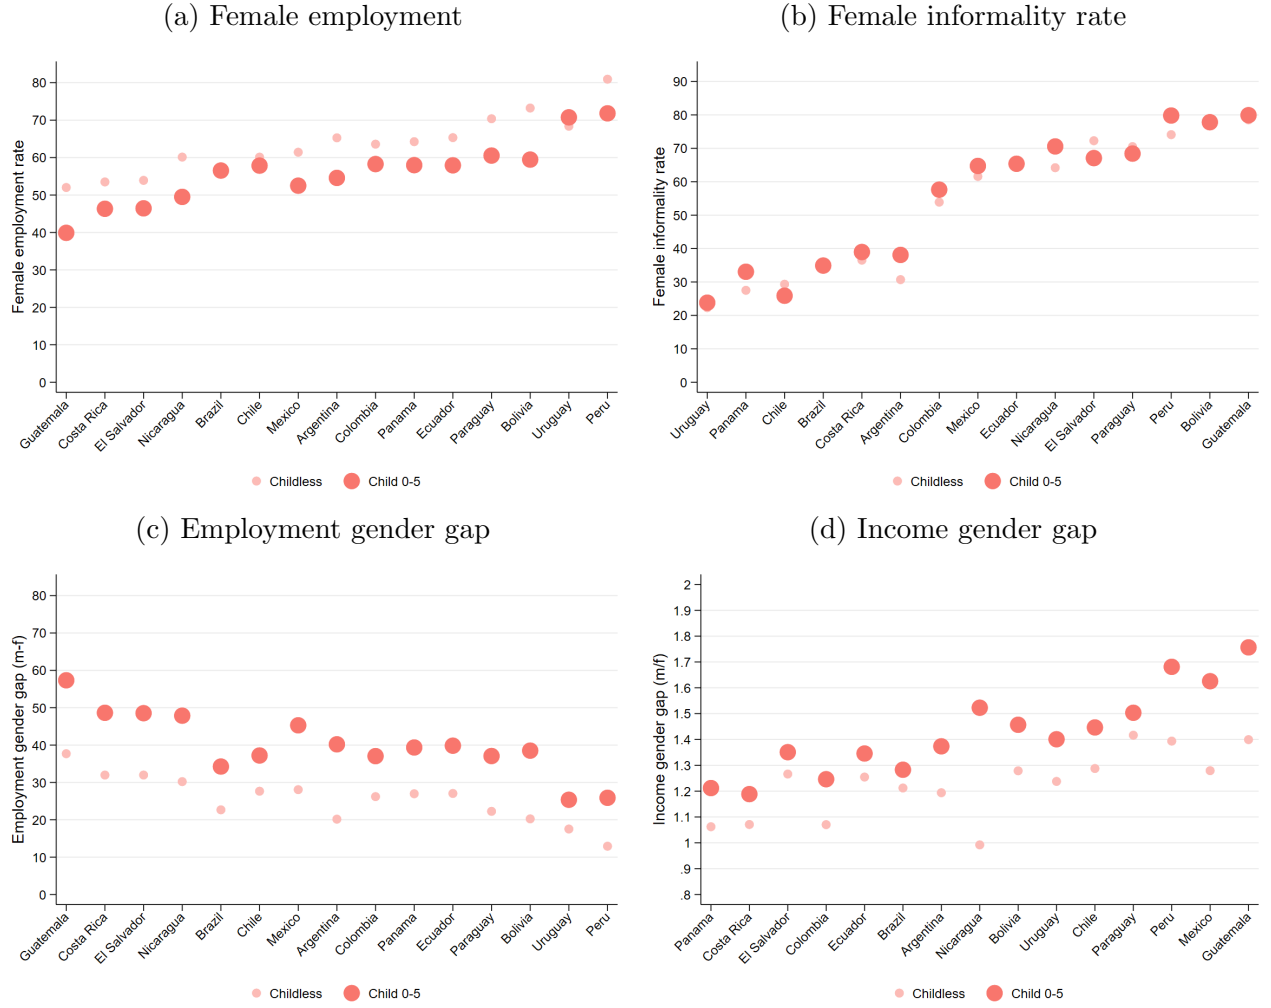 (a) Female employment
Female employment rate
80
70
60
50
40
30
20
10
0
Guatemala
Costa Rica
El Salvador
Nicaragua
Brazil
Chile
Mexico
Argentina
Colombia
Panama
Ecuador
Paraguay
Bolivia
Uruguay
Peru
Childless
Child 0-5
(b) Female informality rate
Female informality rate
90
80
70
60
50
40
30
20
10
0
Uruguay
Panama
Chile
Brazil
Costa Rica
Argentina
Colombia
Mexico
Ecuador
Nicaragua
El Salvador
Paraguay
Peru
Bolivia
Guatemala
Childless
Child 0-5
(c) Employment gender gap
Employment gender gap (m-f)
80
70
60
50
40
30
20
10
0
Guatemala
Costa Rica
El Salvador
Nicaragua
Brazil
Chile
Mexico
Argentina
Colombia
Panama
Ecuador
Paraguay
Bolivia
Uruguay
Peru
Childless
Child 0-5
(d) Income gender gap
Income gender gap (m/f)
2
1.9
1.8
1.7
1.6
1.5
1.4
1.3
1.2
1.1
1
.9
.8
Panama
Costa Rica
El Salvador
Colombia
Ecuador
Brazil
Argentina
Nicaragua
Bolivia
Uruguay
Chile
Paraguay
Peru
Mexico
Guatemala
Childless
Child 0-5